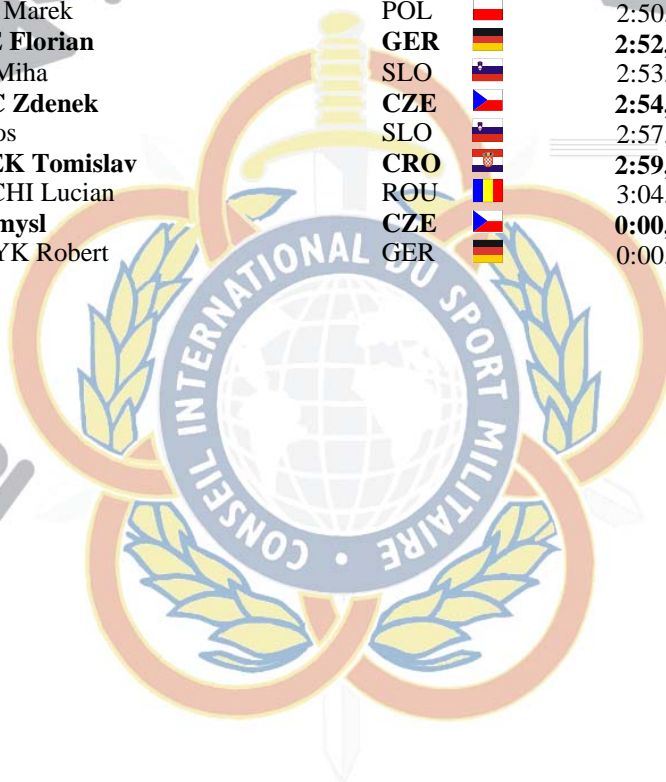 Marek POL 2:50
Florian GER 2:52,
Miha SLO 2:53
Zdenek CZE 2:54,
SLO 2:57
Tomislav CRO 2:59,
Lucian ROU 3:04
CZE 0:00,
Robert GER 0:00
CONSEIL INTERNATIONAL DU SPORT MILITAIRE